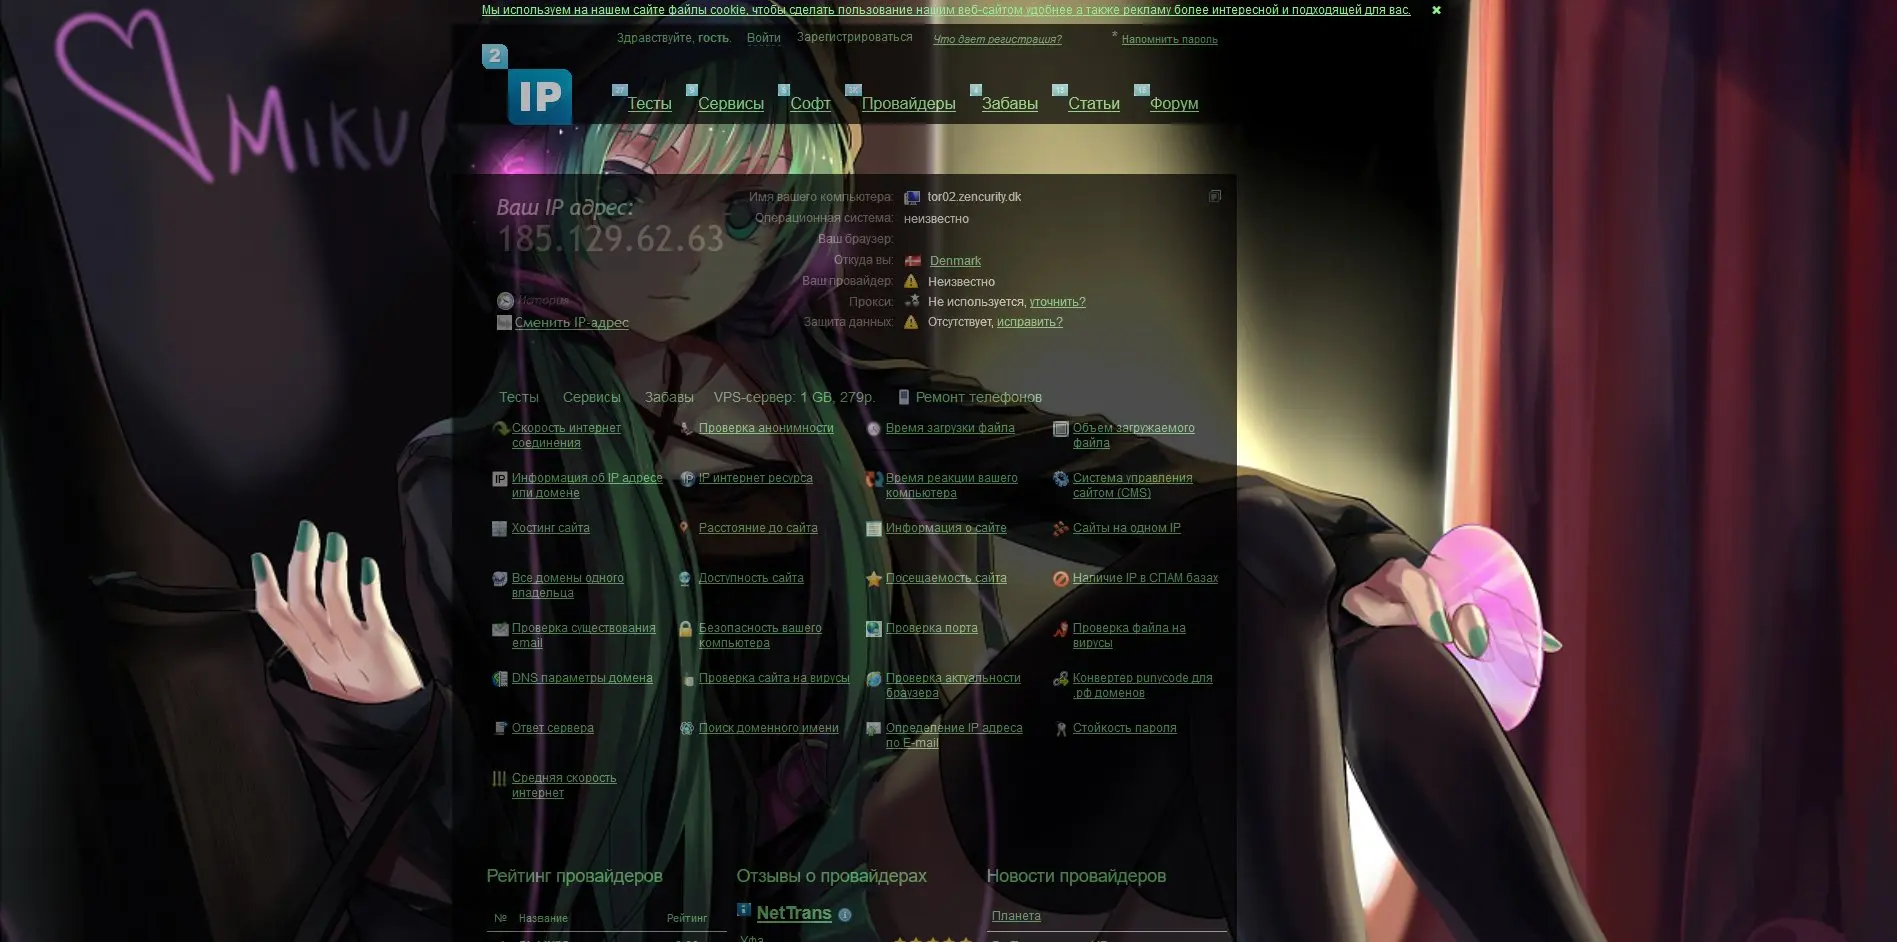 Мы используем на нашем сайте файлы cookie, чтобы сделать пользование нашим веб-сайтом удобнее а также рекламу более интересной и подходящей для вас. ✖
Здравствуйте, гость. Войти Зарегистрироваться Что дает регистрация? * Напомнить пароль
2
IP
Тесты Сервисы Софт Провайдеры Забавы Статьи Форум
MIKU
Ваш IP адрес:
185.129.62.63
История
Сменить IP-адрес
Имя вашего компьютера: tor02.zencurity.dk
Операционная система: неизвестно
Ваш браузер:
Откуда вы: Denmark
Ваш провайдер: Неизвестно
Прокси: Не используется, уточнить?
Защита данных: Отсутствует, исправить?
Тесты Сервисы Забавы VPS-сервер: 1 GB, 279р. Ремонт телефонов
Скорость интернет
соединения
Проверка анонимности
Время загрузки файла
Объем загружаемого
файла
IP
Информация об IP адресе
или домене
IP интернет ресурса
Время реакции вашего
компьютера
Система управления
сайтом (CMS)
Хостинг сайта
Расстояние до сайта
Информация о сайте
Сайты на одном IP
Все домены одного
владельца
Доступность сайта
Посещаемость сайта
Наличие IP в СПАМ базах
Проверка существования
email
Безопасность вашего
компьютера
Проверка порта
Проверка файла на
вирусы
DNS параметры домена
Проверка сайта на вирусы
Проверка актуальности
браузера
Конвертер punycode для
.рф доменов
Ответ сервера
Поиск доменного имени
Определение IP адреса
по E-mail
Стойкость пароля
Средняя скорость
интернет
Рейтинг провайдеров
№ Название Рейтинг
Отзывы о провайдерах
NetTrans
Уфа
Новости провайдеров
Планета